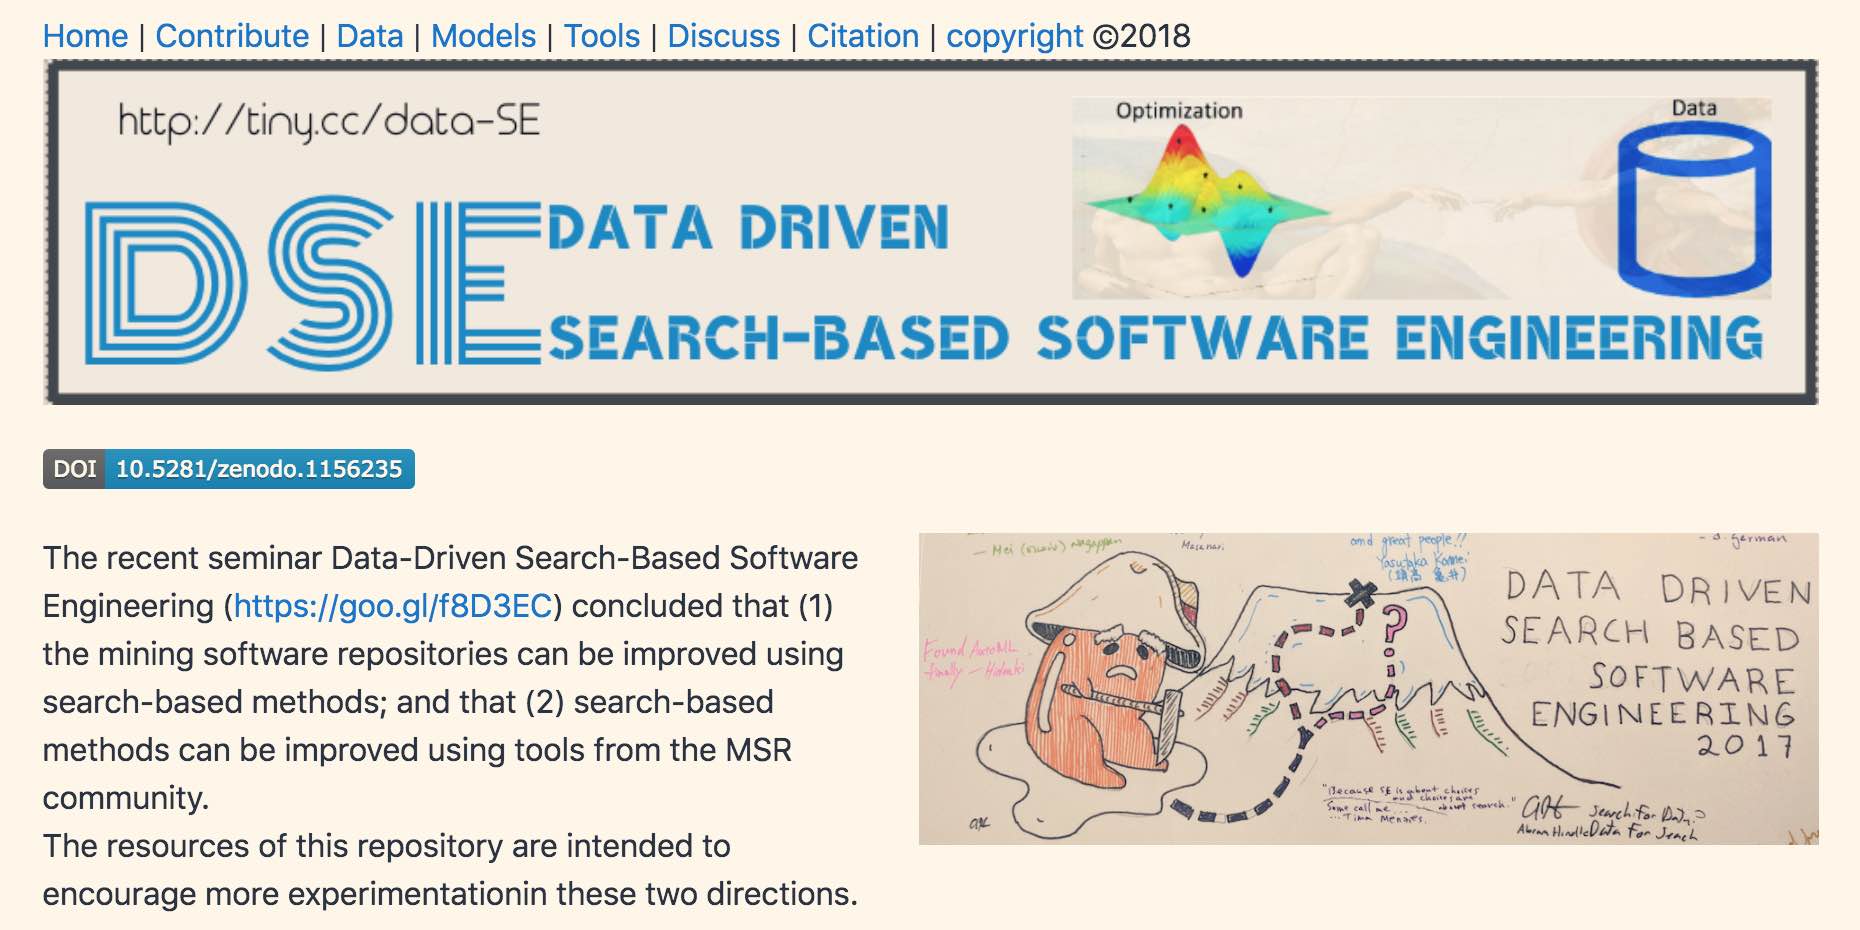 Home | Contribute | Data | Models | Tools | Discuss | Citation | copyright ©2018
http://tiny.cc/data-SE
Optimization
Data
DSE
DATA DRIVEN
SEARCH-BASED SOFTWARE ENGINEERING
DOI 10.5281/zenodo.1156235
The recent seminar Data-Driven Search-Based Software
Engineering (https://goo.gl/f8D3EC) concluded that (1)
the mining software repositories can be improved using
search-based methods; and that (2) search-based
methods can be improved using tools from the MSR
community.
The resources of this repository are intended to
encourage more experimentationin these two directions.
— Mei Nagappan
Masanari
and great people!!
Yasutaka Kamei
- D. German
Found AutoML
finally - Hideaki
?
DATA DRIVEN
SEARCH BASED
SOFTWARE
ENGINEERING
2017
"Because SE is about choices
and choices are
Some call me ... about search."
... Tim Menzies.
Search For Data?
Abram Hindle Data For Search